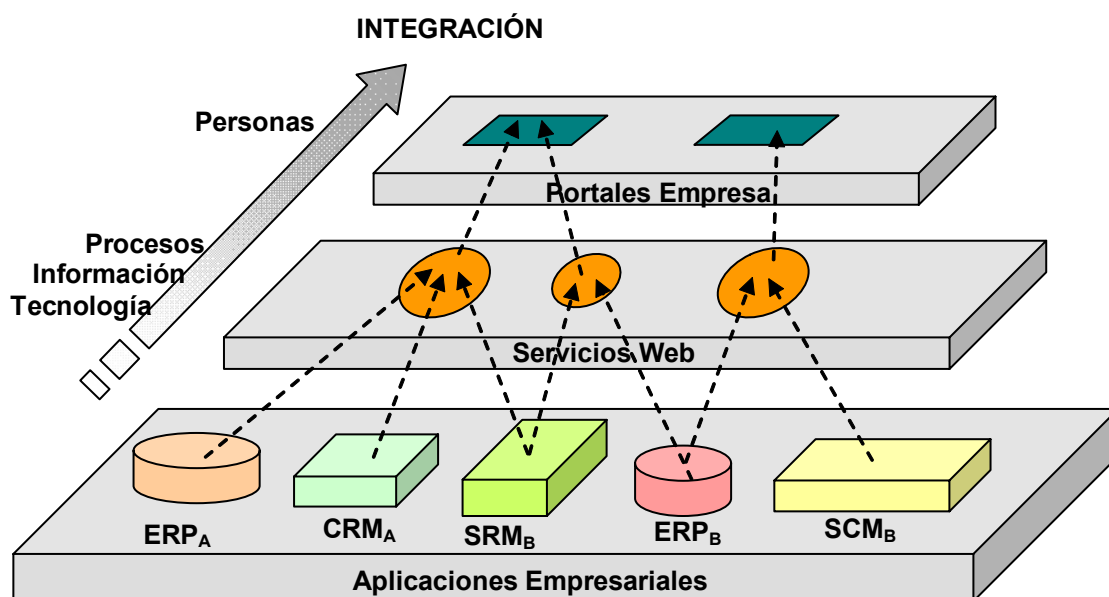 INTEGRACIÓN
Personas
Procesos
Información
Tecnología
Portales Empresa
Servicios Web
ERPA
CRMA
SRMB
ERPB
SCMB
Aplicaciones Empresariales